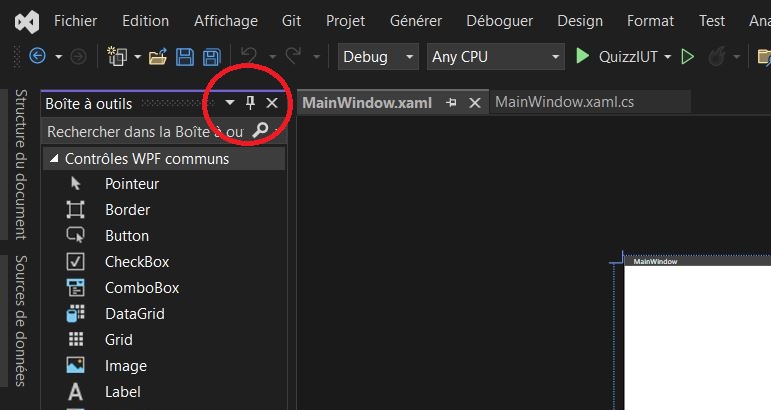 Fichier Edition Affichage Git Projet Générer Déboguer Design Format Test
Debug Any CPU QuizzIUT
Structure du document
Sources de données
Boîte à outils
Rechercher dans la Boîte à ou
Contrôles WPF communs
Pointeur
Border
Button
CheckBox
ComboBox
DataGrid
Grid
Image
Label
MainWindow.xaml MainWindow.xaml.cs
MainWindow